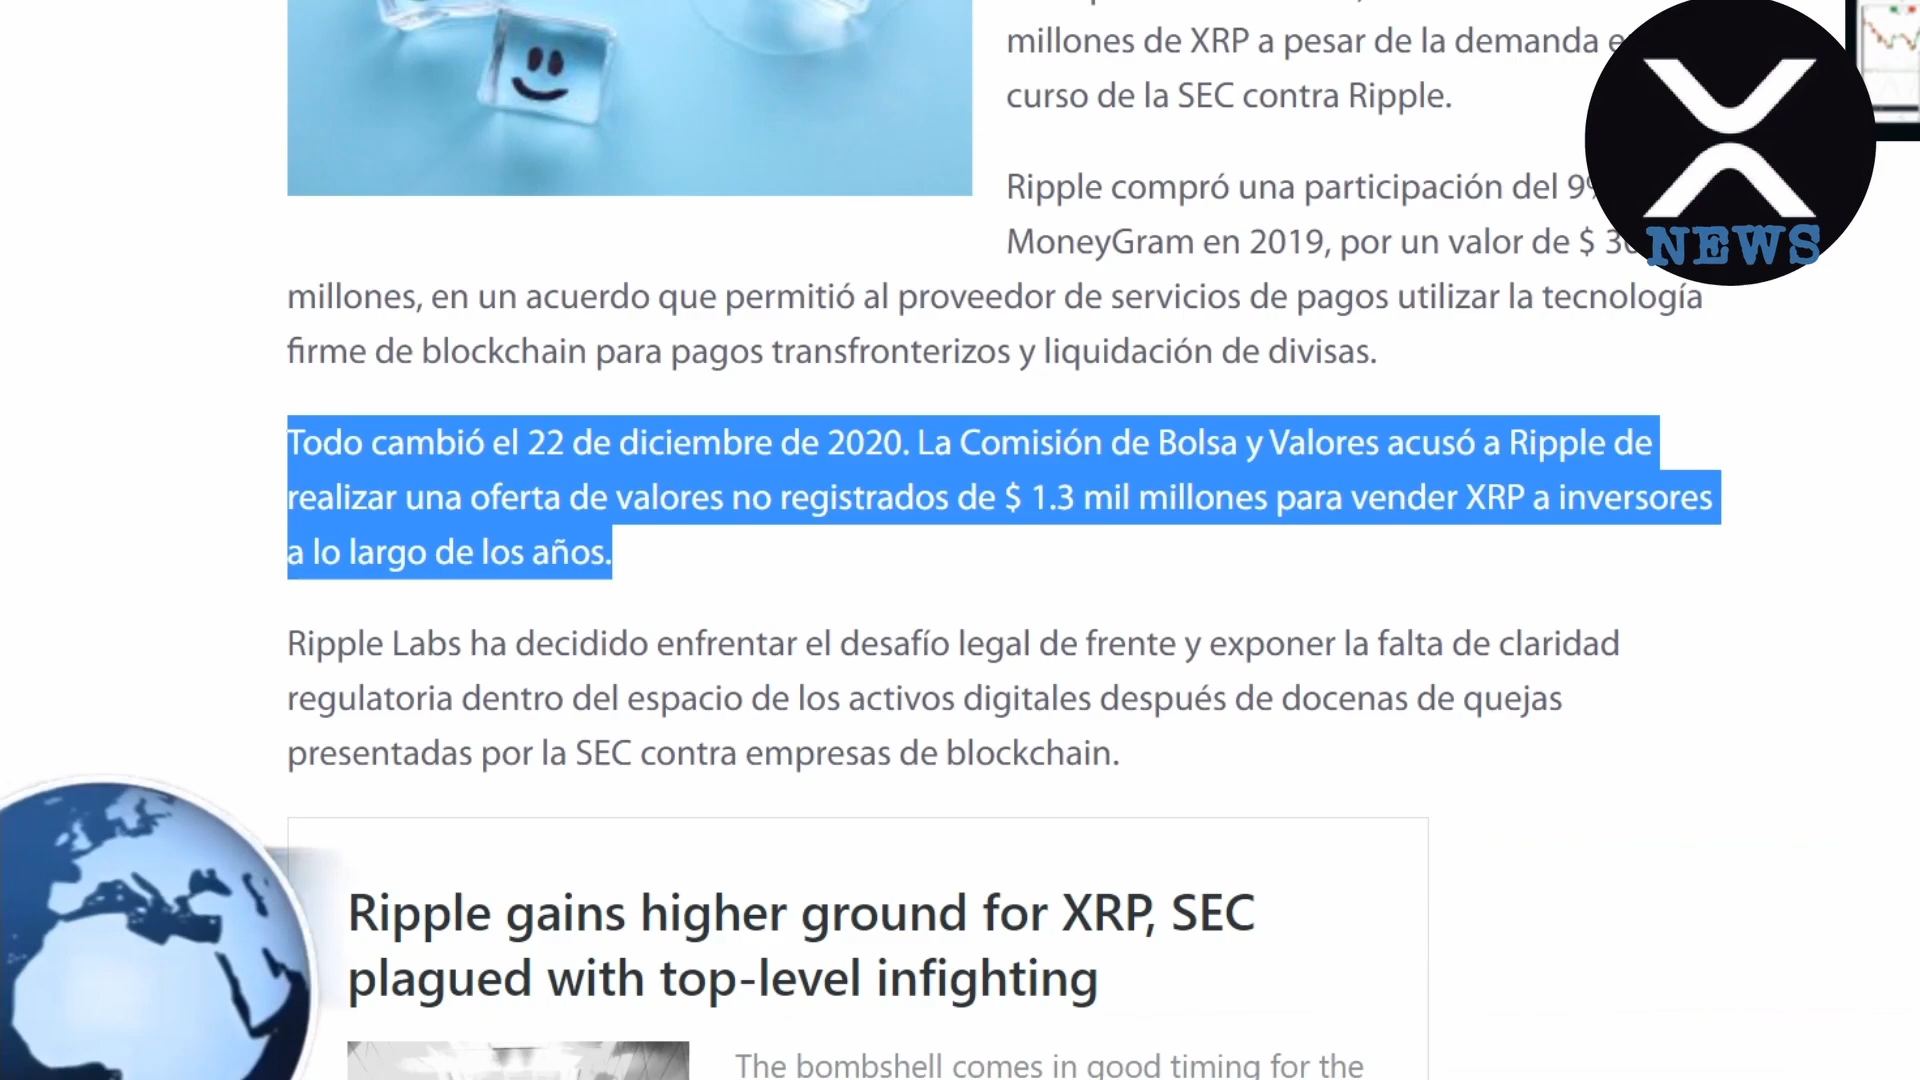 millones de XRP a pesar de la demanda
curso de la SEC contra Ripple.
Ripple compró una participación del
MoneyGram en 2019, por un valor de $
millones, en un acuerdo que permitió al proveedor de servicios de pagos utilizar la tecnología
firme de blockchain para pagos transfronterizos y liquidación de divisas.
Todo cambió el 22 de diciembre de 2020. La Comisión de Bolsa y Valores acusó a Ripple de
realizar una oferta de valores no registrados de $ 1.3 mil millones para vender XRP a inversores
a lo largo de los años.
Ripple Labs ha decidido enfrentar el desafío legal de frente y exponer la falta de claridad
regulatoria dentro del espacio de los activos digitales después de docenas de quejas
presentadas por la SEC contra empresas de blockchain.
Ripple gains higher ground for XRP, SEC
plagued with top-level infighting
The bombshell comes in good timing for the
NEWS